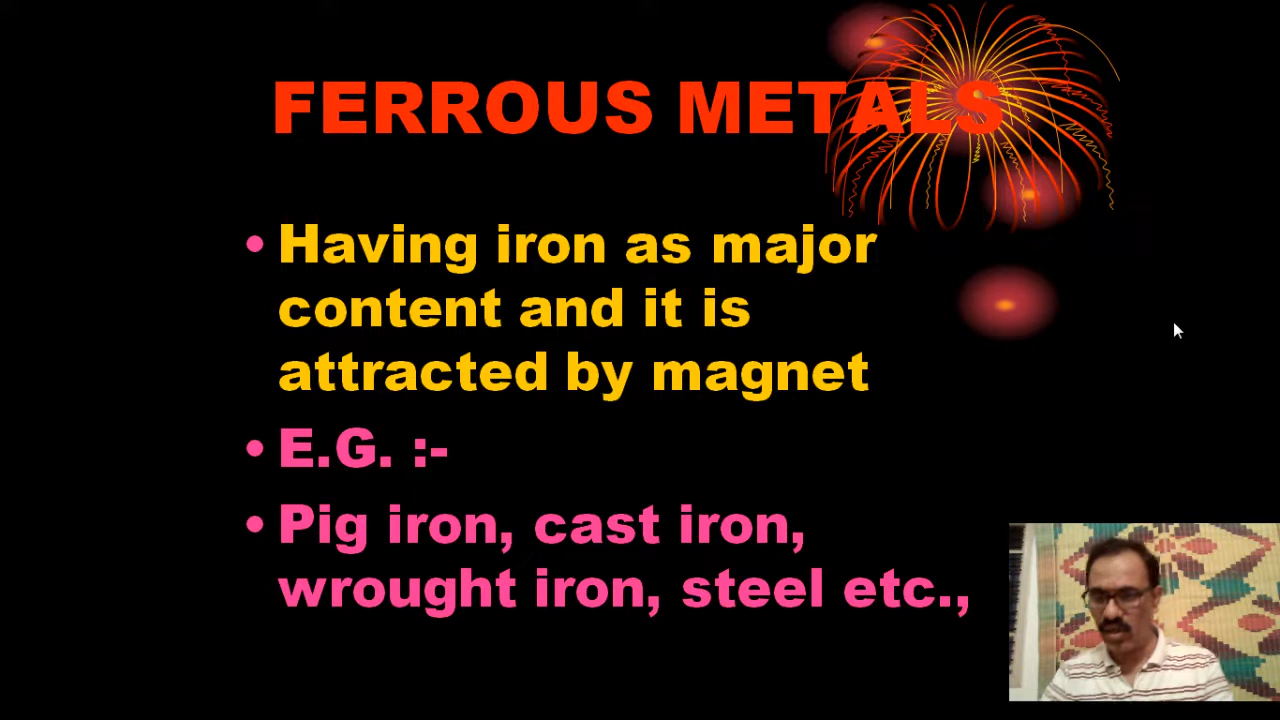 FERROUS METALS
• Having iron as major
content and it is
attracted by magnet
• E.G. :-
• Pig iron, cast iron,
wrought iron, steel etc.,